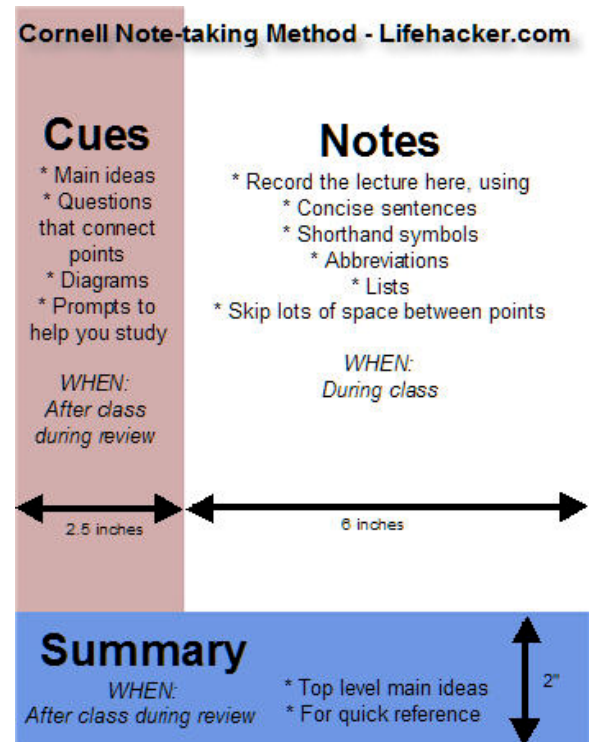 Cornell Note-taking Method - Lifehacker.com
Cues
* Main ideas
* Questions
that connect
points
* Diagrams
* Prompts to
help you study
WHEN:
After class
during review
2.5 inches
Notes
* Record the lecture here, using
* Concise sentences
* Shorthand symbols
* Abbreviations
* Lists
* Skip lots of space between points
WHEN:
During class
6 inches
Summary
WHEN:
After class during review
* Top level main ideas
* For quick reference
2"